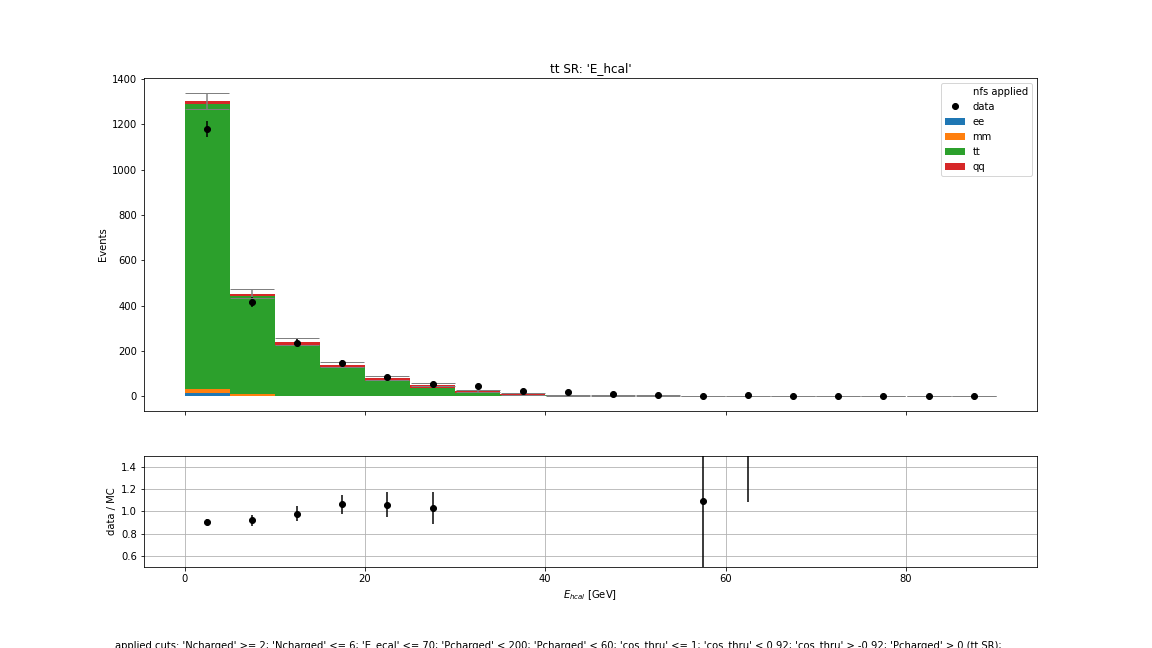 tt SR: 'E_hcal'
1400
1200
1000
800
600
400
200
0
Events
nfs applied
data
ee
mm
tt
qq
1.4
1.2
1.0
0.8
0.6
data / MC
0 20 40 60 80
E_hcal [GeV]
applied cuts: 'Ncharged' >= 2; 'Ncharged' <= 6; 'E_ecal' <= 70; 'Pcharged' < 200; 'Pcharged' < 60; 'cos_thru' <= 1; 'cos_thru' < 0.92; 'cos_thru' > -0.92; 'Pcharged' > 0 (tt SR);